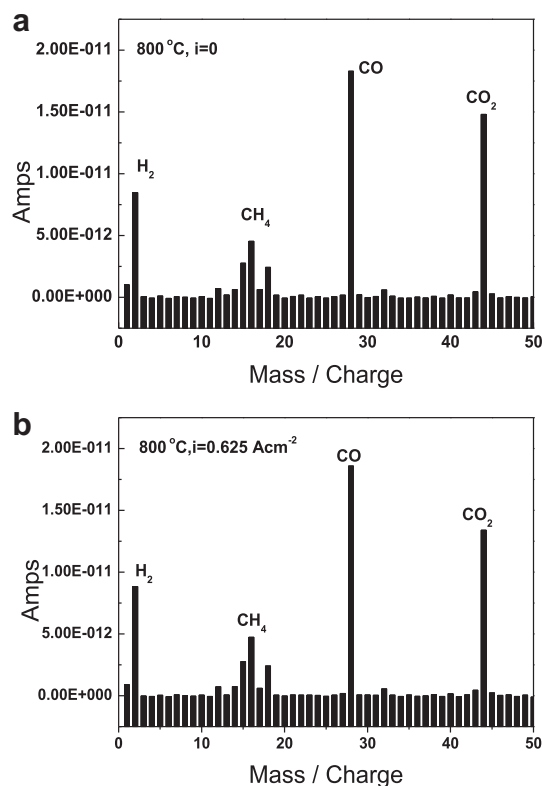 a
800 °C, i=0
2.00E-011
1.50E-011
1.00E-011
5.00E-012
0.00E+000
Amps
H₂
CH₄
CO
CO₂
0 10 20 30 40 50
Mass / Charge
b
800 °C,i=0.625 Acm⁻²
2.00E-011
1.50E-011
1.00E-011
5.00E-012
0.00E+000
Amps
H₂
CH₄
CO
CO₂
0 10 20 30 40 50
Mass / Charge